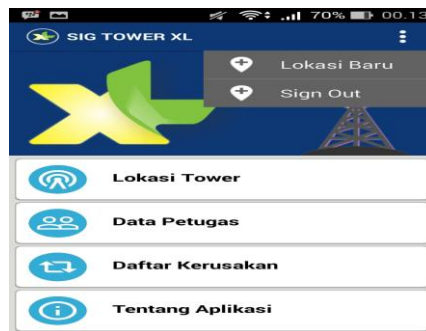 70% 00.13
SIG TOWER XL
Lokasi Baru
Sign Out
XL
Lokasi Tower
Data Petugas
Daftar Kerusakan
Tentang Aplikasi